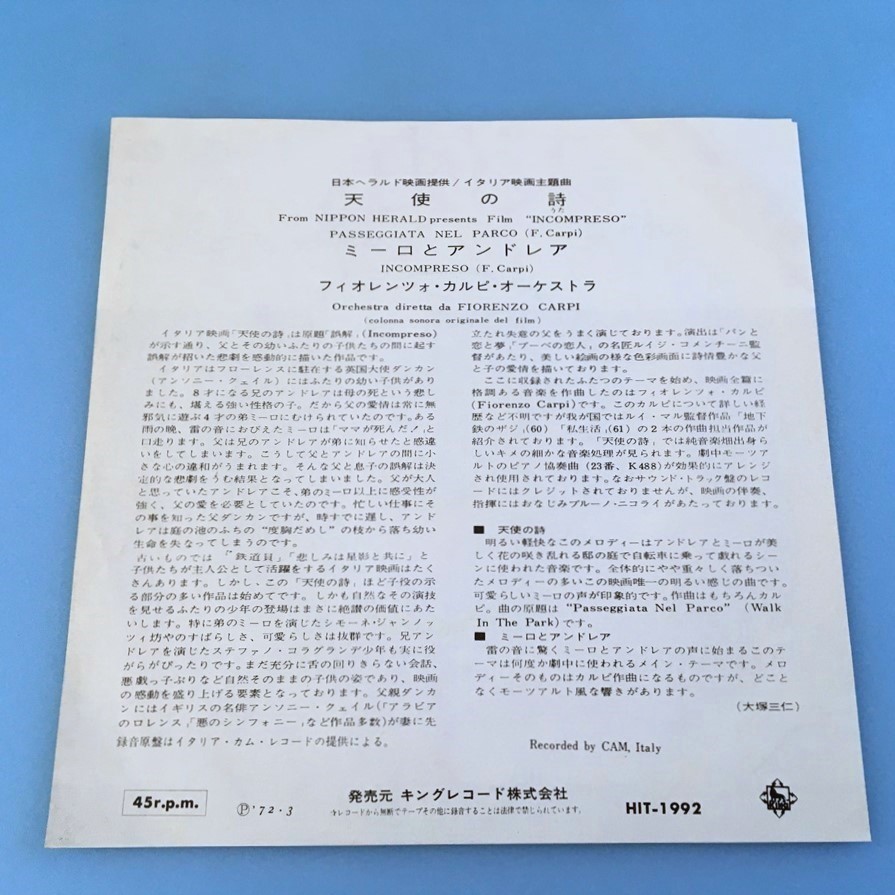 日本ヘラルド映画提供/イタリア映画主題曲
天使の詩
うた
From NIPPON HERALD presents Film "INCOMPRESO"
PASSEGGIATA NEL PARCO (F. Carpi)
ミーロとアンドレア
INCOMPRESO (F. Carpi)
フィオレンツォ・カルピ・オーケストラ
Orchestra diretta da FIORENZO CARPI
(colonna sonora originale del film)
イタリア映画「天使の詩」は原題「誤解」(Incompreso)
が示す通り、父とその幼いふたりの子供たちの間に起す
誤解が招いた悲劇を感動的に描いた作品です。
イタリアはフローレンスに駐在する英国大使ダンカン
(アンソニー・クェイル)にはふたりの幼い子供があり
ました。8才になる兄のアンドレアは母の死という悲し
みにも、堪える強い性格の子。だから父の愛情は常に無
邪気に遊ぶ4才の弟ミーロにむけられていたのです。ある
雨の晩、雷の音におびえたミーロは「ママが死んだ!」と
口走ります。父は兄のアンドレアが弟に知らせたと感違
いをしてしまいます。こうして父とアンドレアの間に小
さな心の違和がうまれます。そんな父と息子の誤解は決
定的な悲劇をうむ結果となってしまいました。父が大人
と思っていたアンドレアこそ、弟のミーロ以上に感受性が
強く、父の愛を必要としていたのです。忙しい仕事にそ
の事を知った父ダンカンですが、時すでに遅し、アンド
レアは庭の池のふちの"度胸だめし"の枝から落ち幼い
生命を失なってしまうのです。
古いものでは「鉄道員」「悲しみは星影と共に」と
子供たちが主人公として活躍をするイタリア映画はたく
さんあります。しかし、この「天使の詩」ほど子役の示
る部分の多い作品は始めてです。しかも自然なその演技
を見せるふたりの少年の登場はまさに絶讃の価値にあた
いします。特に弟のミーロを演じたシモーネ・ジャンノッ
ツィ坊やのすばらしさ、可愛らしさは抜群です。兄アン
ドレアを演じたステファノ・コラグランデ少年も実に役
がらがぴったりです。まだ充分に舌の回りきらない会話、
悪戯っ子ぶりなど自然そのままの子供の姿であり、映画
の感動を盛り上げる要素となっております。父親ダンカ
ンにはイギリスの名俳アンソニー・クェイル(「アラビア
のロレンス」「悪のシンフォニー」など作品多数)が妻に先
立たれ失意の父をうまく演じております。演出は「パンと
恋と夢」「ブーベの恋人」の名匠ルイジ・コメンチーニ監
督があたり、美しい絵画の様な色彩画面に詩情豊かな父
と子の愛情を描いております。
ここに収録されたふたつのテーマを始め、映画全篇に
格調ある音楽を作曲したのはフィオレンツォ・カルピ
(Fiorenzo Carpi)です。このカルピについて詳しい経
歴など不明ですが我が国ではルイ・マル監督作品「地下
鉄のザジ」(60)「私生活」(61)の2本の作曲担当作品が
紹介されております。「天使の詩」では純音楽畑出身ら
しいキメの細かな音楽処理が見られます。劇中モーツァ
アルトのピアノ協奏曲(23番、K488)が効果的にアレンジ
され使用されております。なおサウンド・トラック盤のレコ
ードにはクレジットされておりませんが、映画の伴奏、
指揮にはおなじみブルーノ・ニコライがあたっております。
■ 天使の詩
明るい軽快なこのメロディーはアンドレアとミーロが美
しく花の咲き乱れる邸の庭で自転車に乗って戯れるシーン
に使われた音楽です。全体的にやや重々しく落ちつい
たメロディーの多いこの映画唯一の明るい感じの曲です。
可愛らしいミーロの声が印象的です。作曲はもちろんカル
ピ。曲の原題は"Passeggiata Nel Parco" (Walk
In The Park)です。
■ ミーロとアンドレア
雷の音に驚くミーロとアンドレアの声に始まるこのテ
ーマは何度か劇中に使われるメイン・テーマです。メロ
ディーそのものはカルピ作曲になるものですが、どこと
なくモーツアルト風な響きがあります。
(大塚三仁)
録音原盤はイタリア・カム・レコードの提供による。
Recorded by CAM, Italy
45r.p.m.
Ⓟ'72・3
発売元 キングレコード株式会社
レコードから無断でテープその他に録音することは法律で禁じられています。
HIT-1992
King